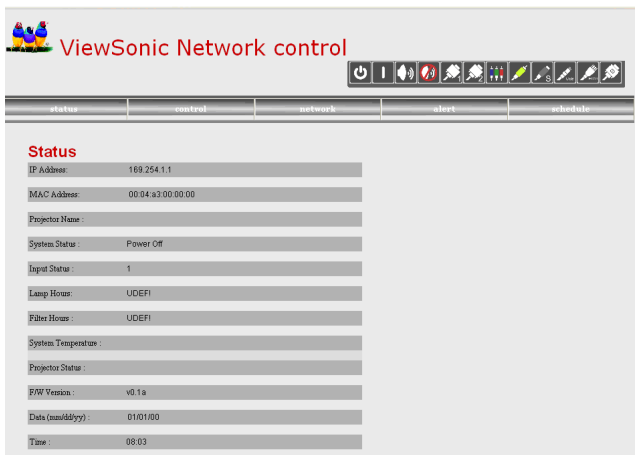 ViewSonic Network control
1 2 S
status control network alert schedule
Status
IP Address: 169.254.1.1
MAC Address: 00:04:a3:00:00:00
Projector Name :
System Status : Power Off
Input Status : 1
Lamp Hours: UDEF!
Filter Hours : UDEF!
System Temperature :
Projector Status :
F/W Version : v0.1a
Data (mm/dd/yy) : 01/01/00
Time : 08:03